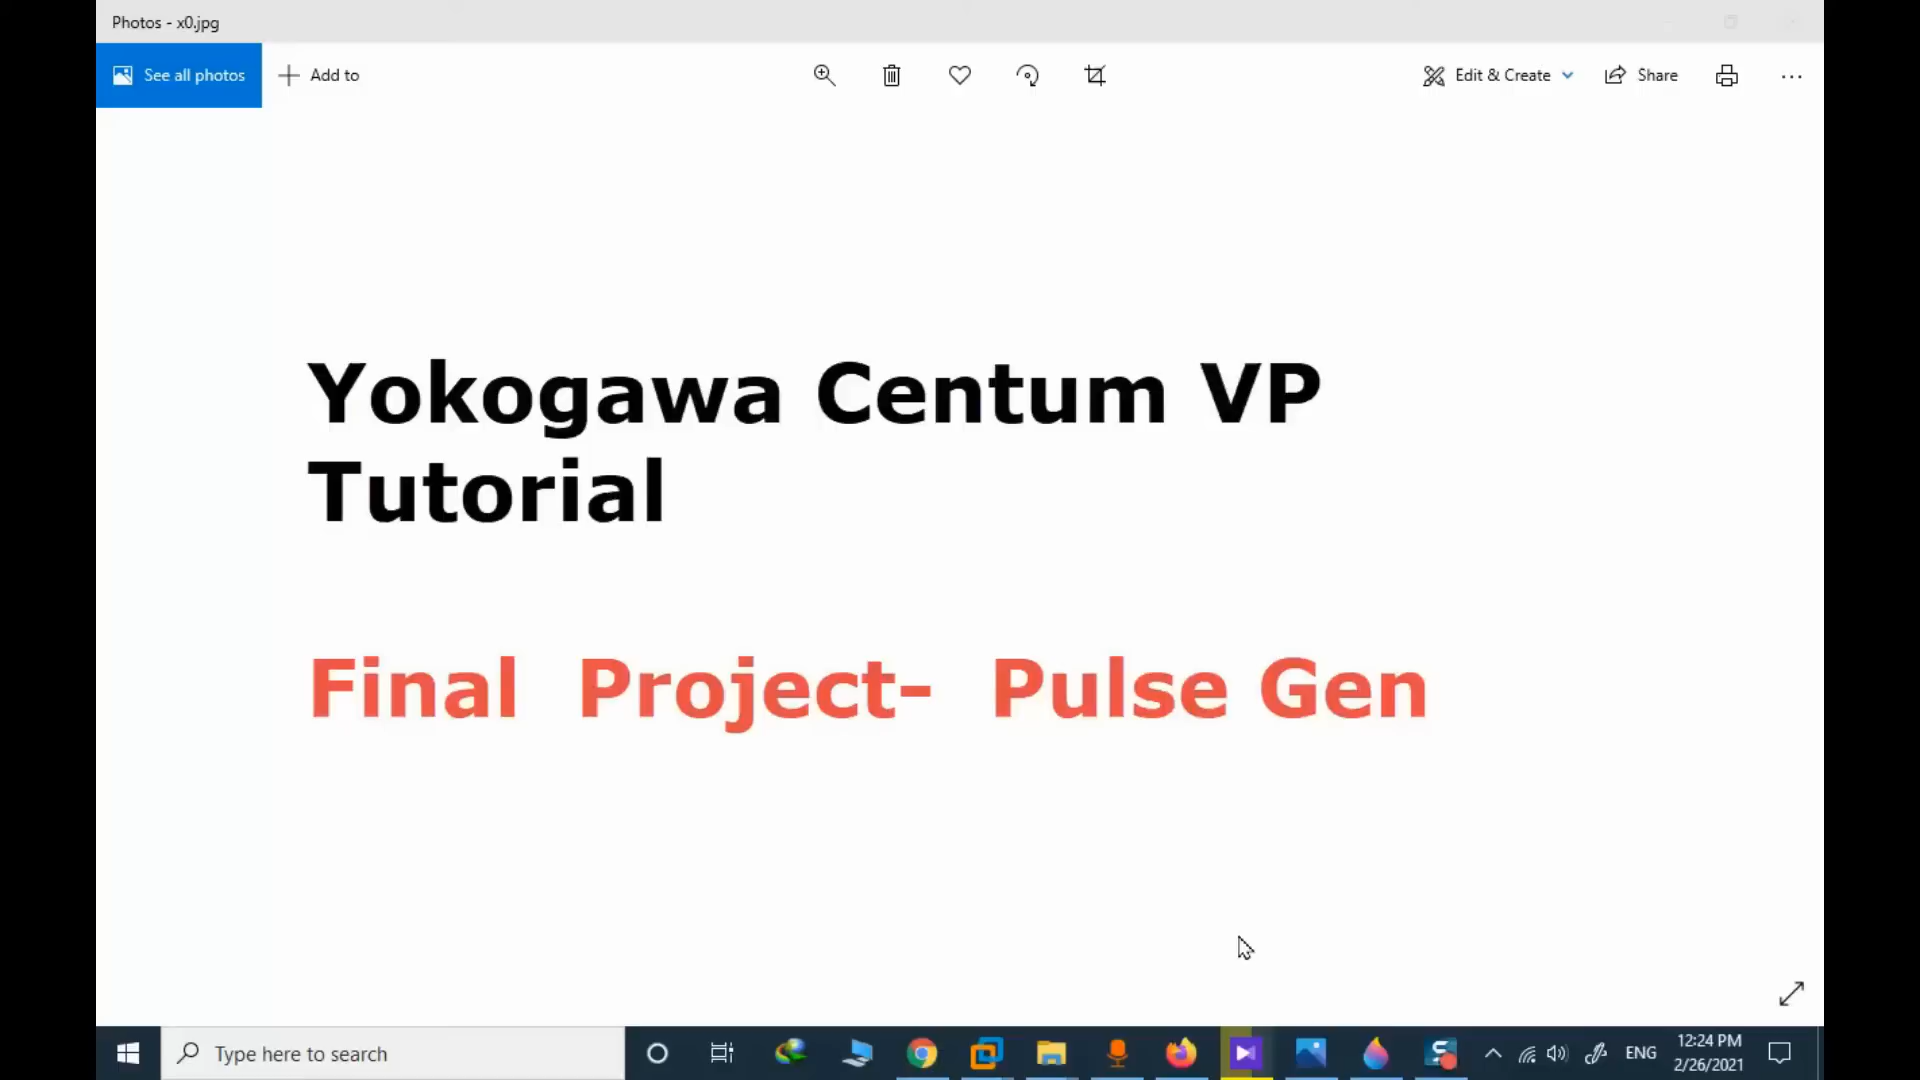 Photos - x0.jpg
See all photos
Add to
Edit & Create
Share
Yokogawa Centum VP
Tutorial
Final  Project-  Pulse Gen
Type here to search
ENG
12:24 PM
2/26/2021